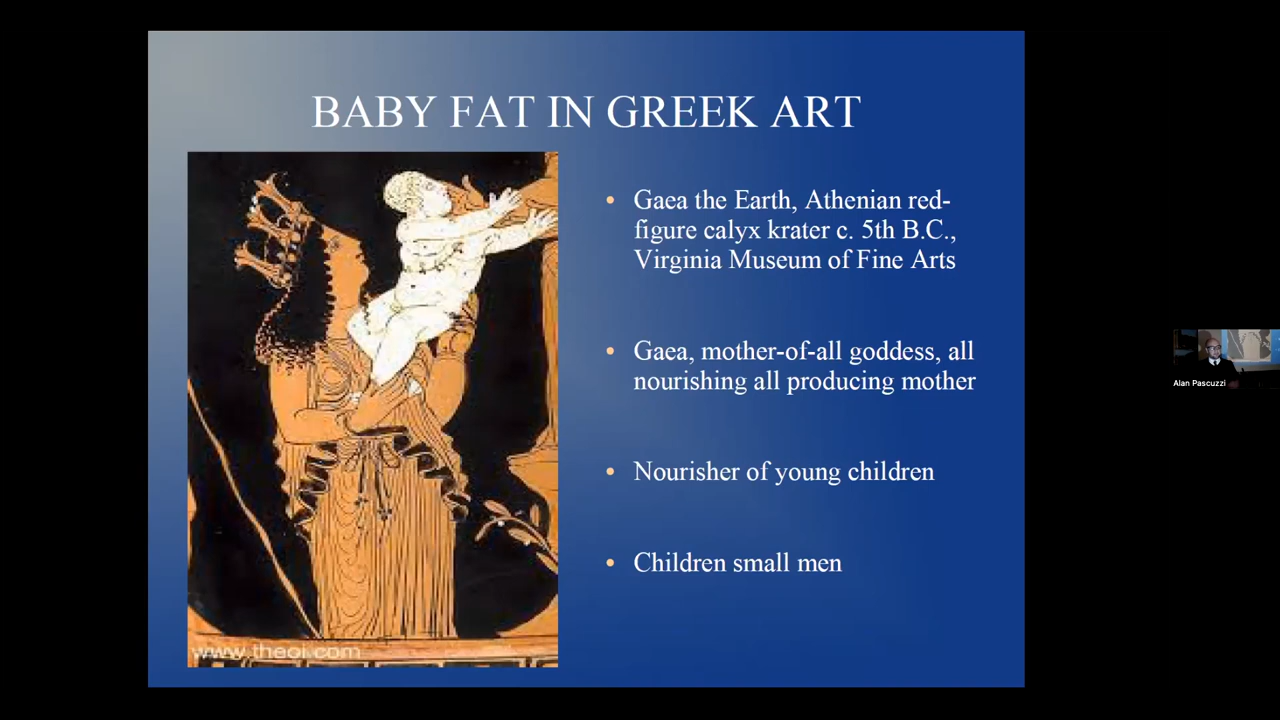 BABY FAT IN GREEK ART
Gaea the Earth, Athenian red-
figure calyx krater c. 5th B.C.,
Virginia Museum of Fine Arts
Gaea, mother-of-all goddess, all
nourishing all producing mother
Nourisher of young children
Children small men
www.theoi.com
Alan Pascuzzi